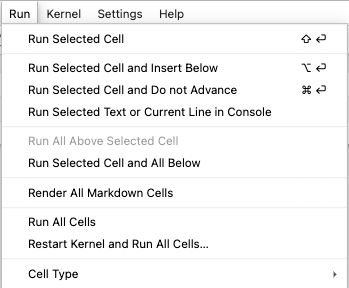 Run Kernel Settings Help
Run Selected Cell ⇧ ⏎
Run Selected Cell and Insert Below ⌥ ⏎
Run Selected Cell and Do not Advance ⌘ ⏎
Run Selected Text or Current Line in Console
Run All Above Selected Cell
Run Selected Cell and All Below
Render All Markdown Cells
Run All Cells
Restart Kernel and Run All Cells…
Cell Type